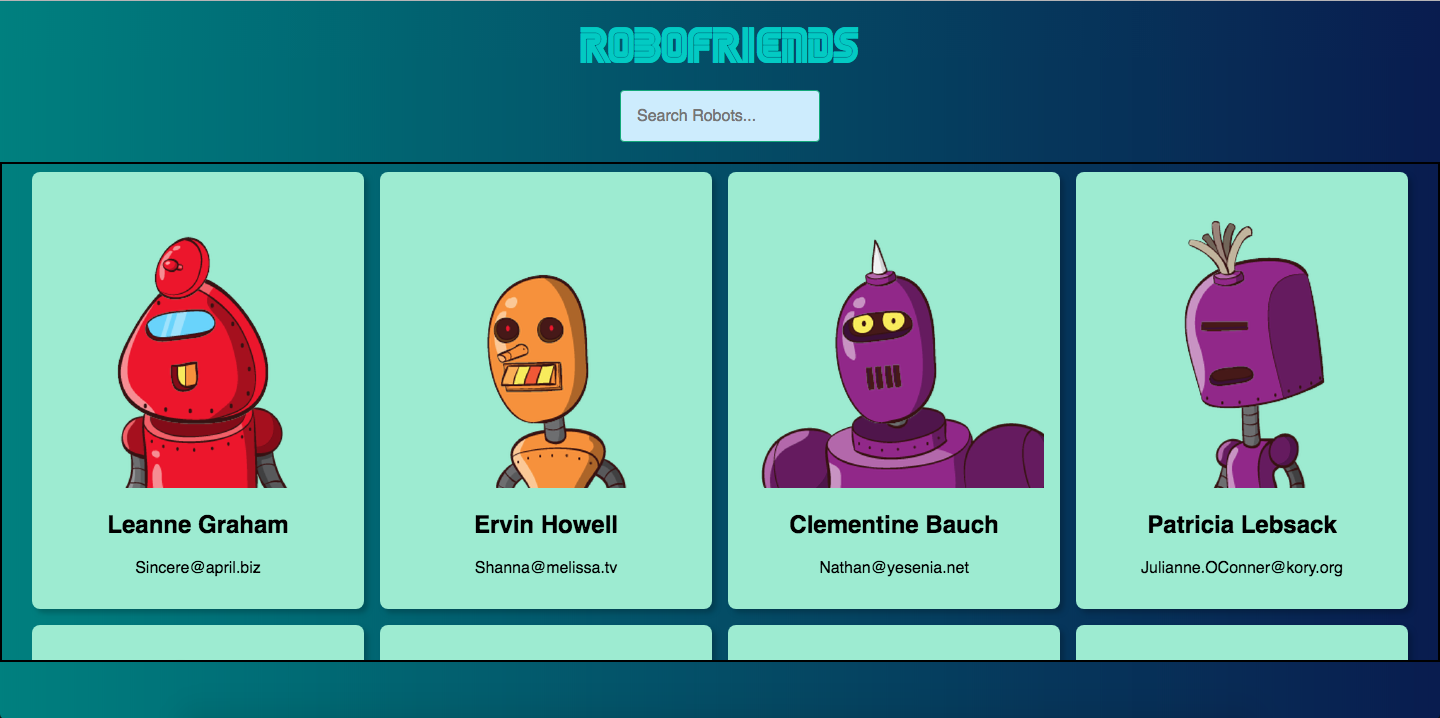 ROBOFRIENDS
Search Robots...
Leanne Graham
Ervin Howell
Clementine Bauch
Patricia Lebsack
Sincere@april.biz
Shanna@melissa.tv
Nathan@yesenia.net
Julianne.OConner@kory.org